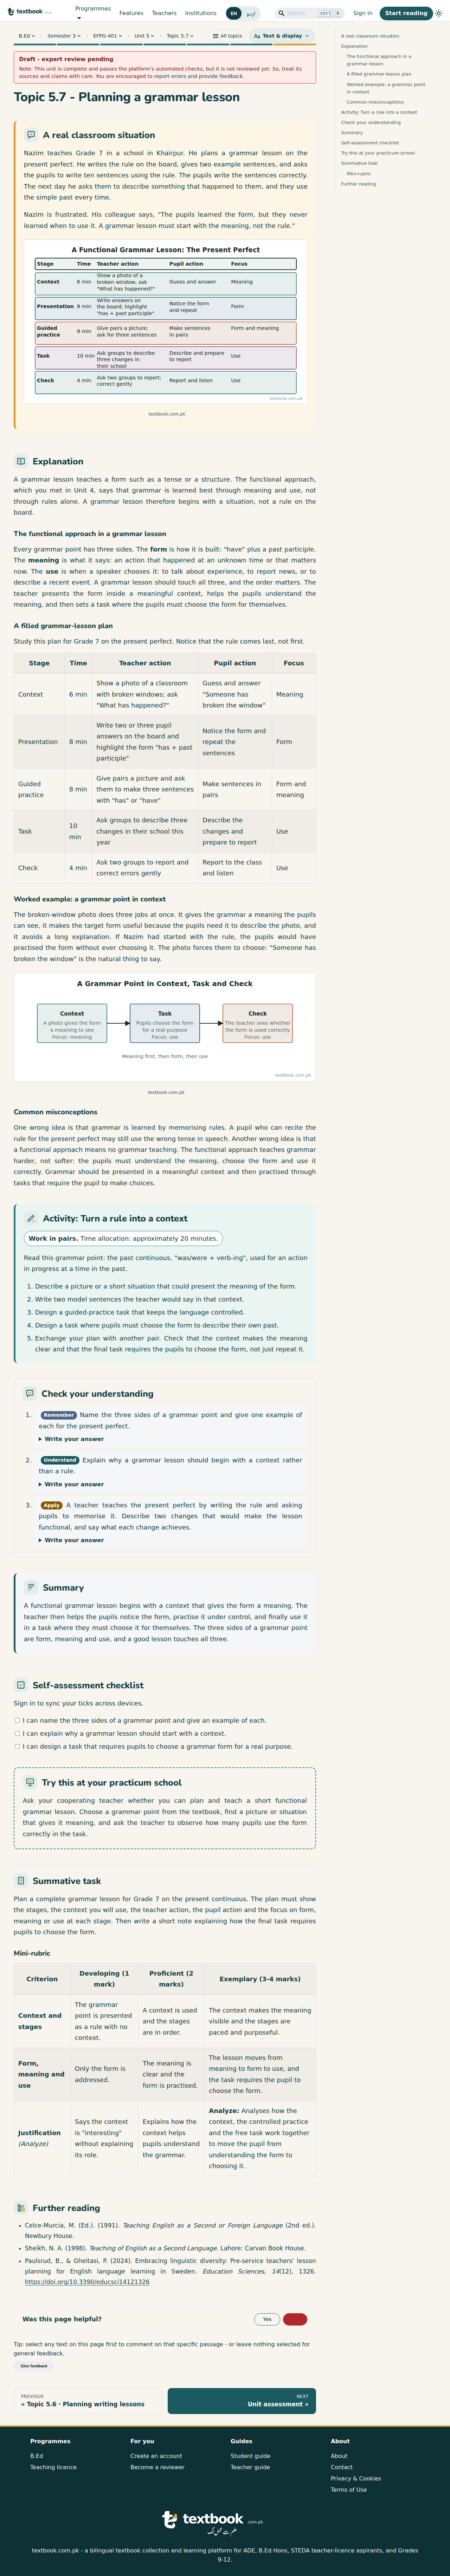 textbook
Programmes
Features
Teachers
Institutions
EN
اردو
Search
ctrl K
Sign in
Start reading
B.Ed
Semester 3
EFPG-401
Unit 5
Topic 5.7
All topics
Text & display
Draft - expert review pending
Note: This unit is complete and passes the platform's automated checks, but it is not reviewed yet. So, treat its
sources and claims with care. You are encouraged to report errors and provide feedback.
Topic 5.7 - Planning a grammar lesson
A real classroom situation
Nazim teaches Grade 7 in a school in Khairpur. He plans a grammar lesson on
the present perfect. He writes the rule on the board, gives two example sentences, and asks
the pupils to write ten sentences using the rule. The pupils write the sentences correctly.
The next day he asks them to describe something that happened to them, and they use
the simple past every time.
Nazim is frustrated. His colleague says, "The pupils learned the form, but they never
learned when to use it. A grammar lesson must start with the meaning, not the rule."
A Functional Grammar Lesson: The Present Perfect
Stage Time Teacher action Pupil action Focus
Context 6 min Show a photo of a broken window; ask "What has happened?" Guess and answer Meaning
Presentation 8 min Write answers on the board; highlight "has + past participle" Notice the form and repeat Form
Guided practice 8 min Give pairs a picture; ask for three sentences Make sentences in pairs Form and meaning
Task 10 min Ask groups to describe three changes in their school Describe and prepare to report Use
Check 4 min Ask two groups to report; correct gently Report and listen Use
textbook.com.pk
textbook.com.pk
Explanation
A grammar lesson teaches a form such as a tense or a structure. The functional approach,
which you met in Unit 4, says that grammar is learned best through meaning and use, not
through rules alone. A grammar lesson therefore begins with a situation, not a rule on the
board.
The functional approach in a grammar lesson
Every grammar point has three sides. The form is how it is built: "have" plus a past participle.
The meaning is what it says: an action that happened at an unknown time or that matters
now. The use is when a speaker chooses it: to talk about experience, to report news, or to
describe a recent event. A grammar lesson should touch all three, and the order matters. The
teacher presents the form inside a meaningful context, helps the pupils understand the
meaning, and then sets a task where the pupils must choose the form for themselves.
A filled grammar-lesson plan
Study this plan for Grade 7 on the present perfect. Notice that the rule comes last, not first.
Stage Time Teacher action Pupil action Focus
Context 6 min Show a photo of a classroom with broken windows; ask "What has happened?" Guess and answer "Someone has broken the window" Meaning
Presentation 8 min Write two or three pupil answers on the board and highlight the form "has + past participle" Notice the form and repeat the sentences Form
Guided practice 8 min Give pairs a picture and ask them to make three sentences with "has" or "have" Make sentences in pairs Form and meaning
Task 10 min Ask groups to describe three changes in their school this year Describe the changes and prepare to report Use
Check 4 min Ask two groups to report and correct errors gently Report to the class and listen Use
Worked example: a grammar point in context
The broken-window photo does three jobs at once. It gives the grammar a meaning the pupils
can see, it makes the target form useful because the pupils need it to describe the photo, and
it avoids a long explanation. If Nazim had started with the rule, the pupils would have
practised the form without ever choosing it. The photo forces them to choose: "Someone has
broken the window" is the natural thing to say.
A Grammar Point in Context, Task and Check
Context
A photo gives the form
a meaning to see
Focus: meaning
Task
Pupils choose the form
for a real purpose
Focus: use
Check
The teacher sees whether
the form is used correctly
Focus: use
Meaning first, then form, then use
textbook.com.pk
textbook.com.pk
Common misconceptions
One wrong idea is that grammar is learned by memorising rules. A pupil who can recite the
rule for the present perfect may still use the wrong tense in speech. Another wrong idea is that
a functional approach means no grammar teaching. The functional approach teaches grammar
harder, not softer: the pupils must understand the meaning, choose the form and use it
correctly. Grammar should be presented in a meaningful context and then practised through
tasks that require the pupil to make choices.
Activity: Turn a rule into a context
Work in pairs. Time allocation: approximately 20 minutes.
Read this grammar point: the past continuous, "was/were + verb-ing", used for an action
in progress at a time in the past.
1. Describe a picture or a short situation that could present the meaning of the form.
2. Write two model sentences the teacher would say in that context.
3. Design a guided-practice task that keeps the language controlled.
4. Design a task where pupils must choose the form to describe their own past.
5. Exchange your plan with another pair. Check that the context makes the meaning
clear and that the final task requires the pupils to choose the form, not just repeat it.
Check your understanding
1. Remember Name the three sides of a grammar point and give one example of
each for the present perfect.
Write your answer
2. Understand Explain why a grammar lesson should begin with a context rather
than a rule.
Write your answer
3. Apply A teacher teaches the present perfect by writing the rule and asking
pupils to memorise it. Describe two changes that would make the lesson
functional, and say what each change achieves.
Write your answer
Summary
A functional grammar lesson begins with a context that gives the form a meaning. The
teacher then helps the pupils notice the form, practise it under control, and finally use it
in a task where they must choose it for themselves. The three sides of a grammar point
are form, meaning and use, and a good lesson touches all three.
Self-assessment checklist
Sign in to sync your ticks across devices.
I can name the three sides of a grammar point and give an example of each.
I can explain why a grammar lesson should start with a context.
I can design a task that requires pupils to choose a grammar form for a real purpose.
Try this at your practicum school
Ask your cooperating teacher whether you can plan and teach a short functional
grammar lesson. Choose a grammar point from the textbook, find a picture or situation
that gives it meaning, and ask the teacher to observe how many pupils use the form
correctly in the task.
Summative task
Plan a complete grammar lesson for Grade 7 on the present continuous. The plan must show
the stages, the context you will use, the teacher action, the pupil action and the focus on form,
meaning or use at each stage. Then write a short note explaining how the final task requires
pupils to choose the form.
Mini-rubric
Criterion Developing (1 mark) Proficient (2 marks) Exemplary (3-4 marks)
Context and stages The grammar point is presented as a rule with no context. A context is used and the stages are in order. The context makes the meaning visible and the stages are paced and purposeful.
Form, meaning and use Only the form is addressed. The meaning is clear and the form is practised. The lesson moves from meaning to form to use, and the task requires the pupil to choose the form.
Justification (Analyze) Says the context is "interesting" without explaining its role. Explains how the context helps pupils understand the grammar. Analyze: Analyses how the context, the controlled practice and the free task work together to move the pupil from understanding the form to choosing it.
Further reading
Celce-Murcia, M. (Ed.). (1991). Teaching English as a Second or Foreign Language (2nd ed.).
Newbury House.
Sheikh, N. A. (1998). Teaching of English as a Second Language. Lahore: Carvan Book House.
Paulsrud, B., & Gheitasi, P. (2024). Embracing linguistic diversity: Pre-service teachers' lesson
planning for English language learning in Sweden. Education Sciences, 14(12), 1326.
https://doi.org/10.3390/educsci14121326
Was this page helpful?
Yes
Tip: select any text on this page first to comment on that specific passage - or leave nothing selected for
general feedback.
Give feedback
PREVIOUS
« Topic 5.6 · Planning writing lessons
NEXT
Unit assessment »
A real classroom situation
Explanation
The functional approach in a
grammar lesson
A filled grammar-lesson plan
Worked example: a grammar point
in context
Common misconceptions
Activity: Turn a rule into a context
Check your understanding
Summary
Self-assessment checklist
Try this at your practicum school
Summative task
Mini-rubric
Further reading
Programmes
B.Ed
Teaching licence
For you
Create an account
Become a reviewer
Guides
Student guide
Teacher guide
About
About
Contact
Privacy & Cookies
Terms of Use
textbook .com.pk
علم سے عمل تک
textbook.com.pk - a bilingual textbook collection and learning platform for ADE, B.Ed Hons, STEDA teacher-licence aspirants, and Grades
9-12.